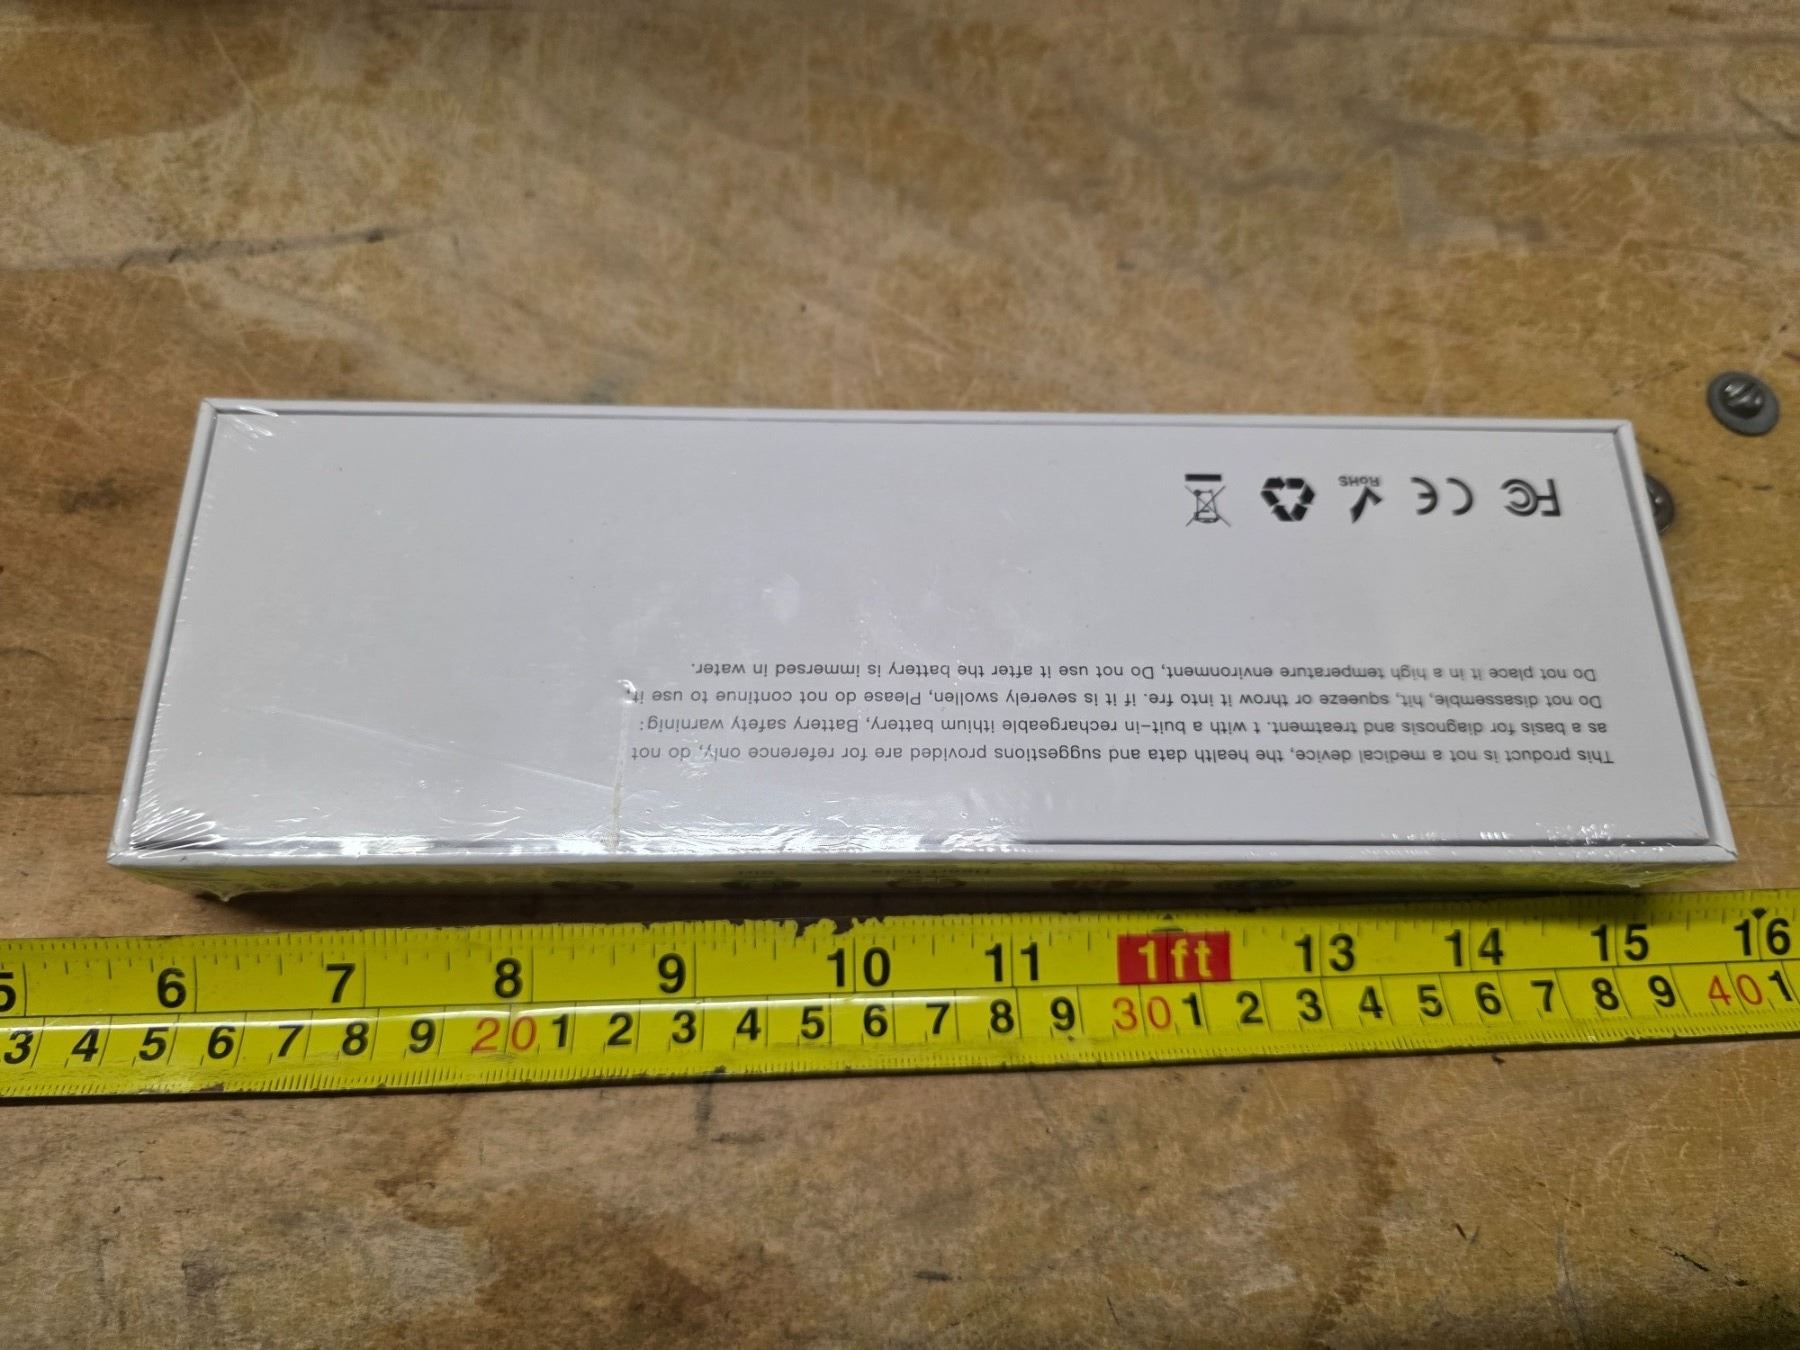 This product is not a medical device, the health data and suggestions provided are for reference only, do not
as a basis for diagnosis and treatment. t with a bult-in rechargeable ithium battery, Battery safety warninig:
Do not disassemble, hit, squeeze or throw it into fre. if it is severely swollen, Please do not continue to use it,
Do not place it in a high temperature environment, Do not use it after the battery is immersed in water.
FC CE RoHS
5 6 7 8 9 10 11 1ft 13 14 15 16
3 4 5 6 7 8 9 20 1 2 3 4 5 6 7 8 9 30 1 2 3 4 5 6 7 8 9 40 1